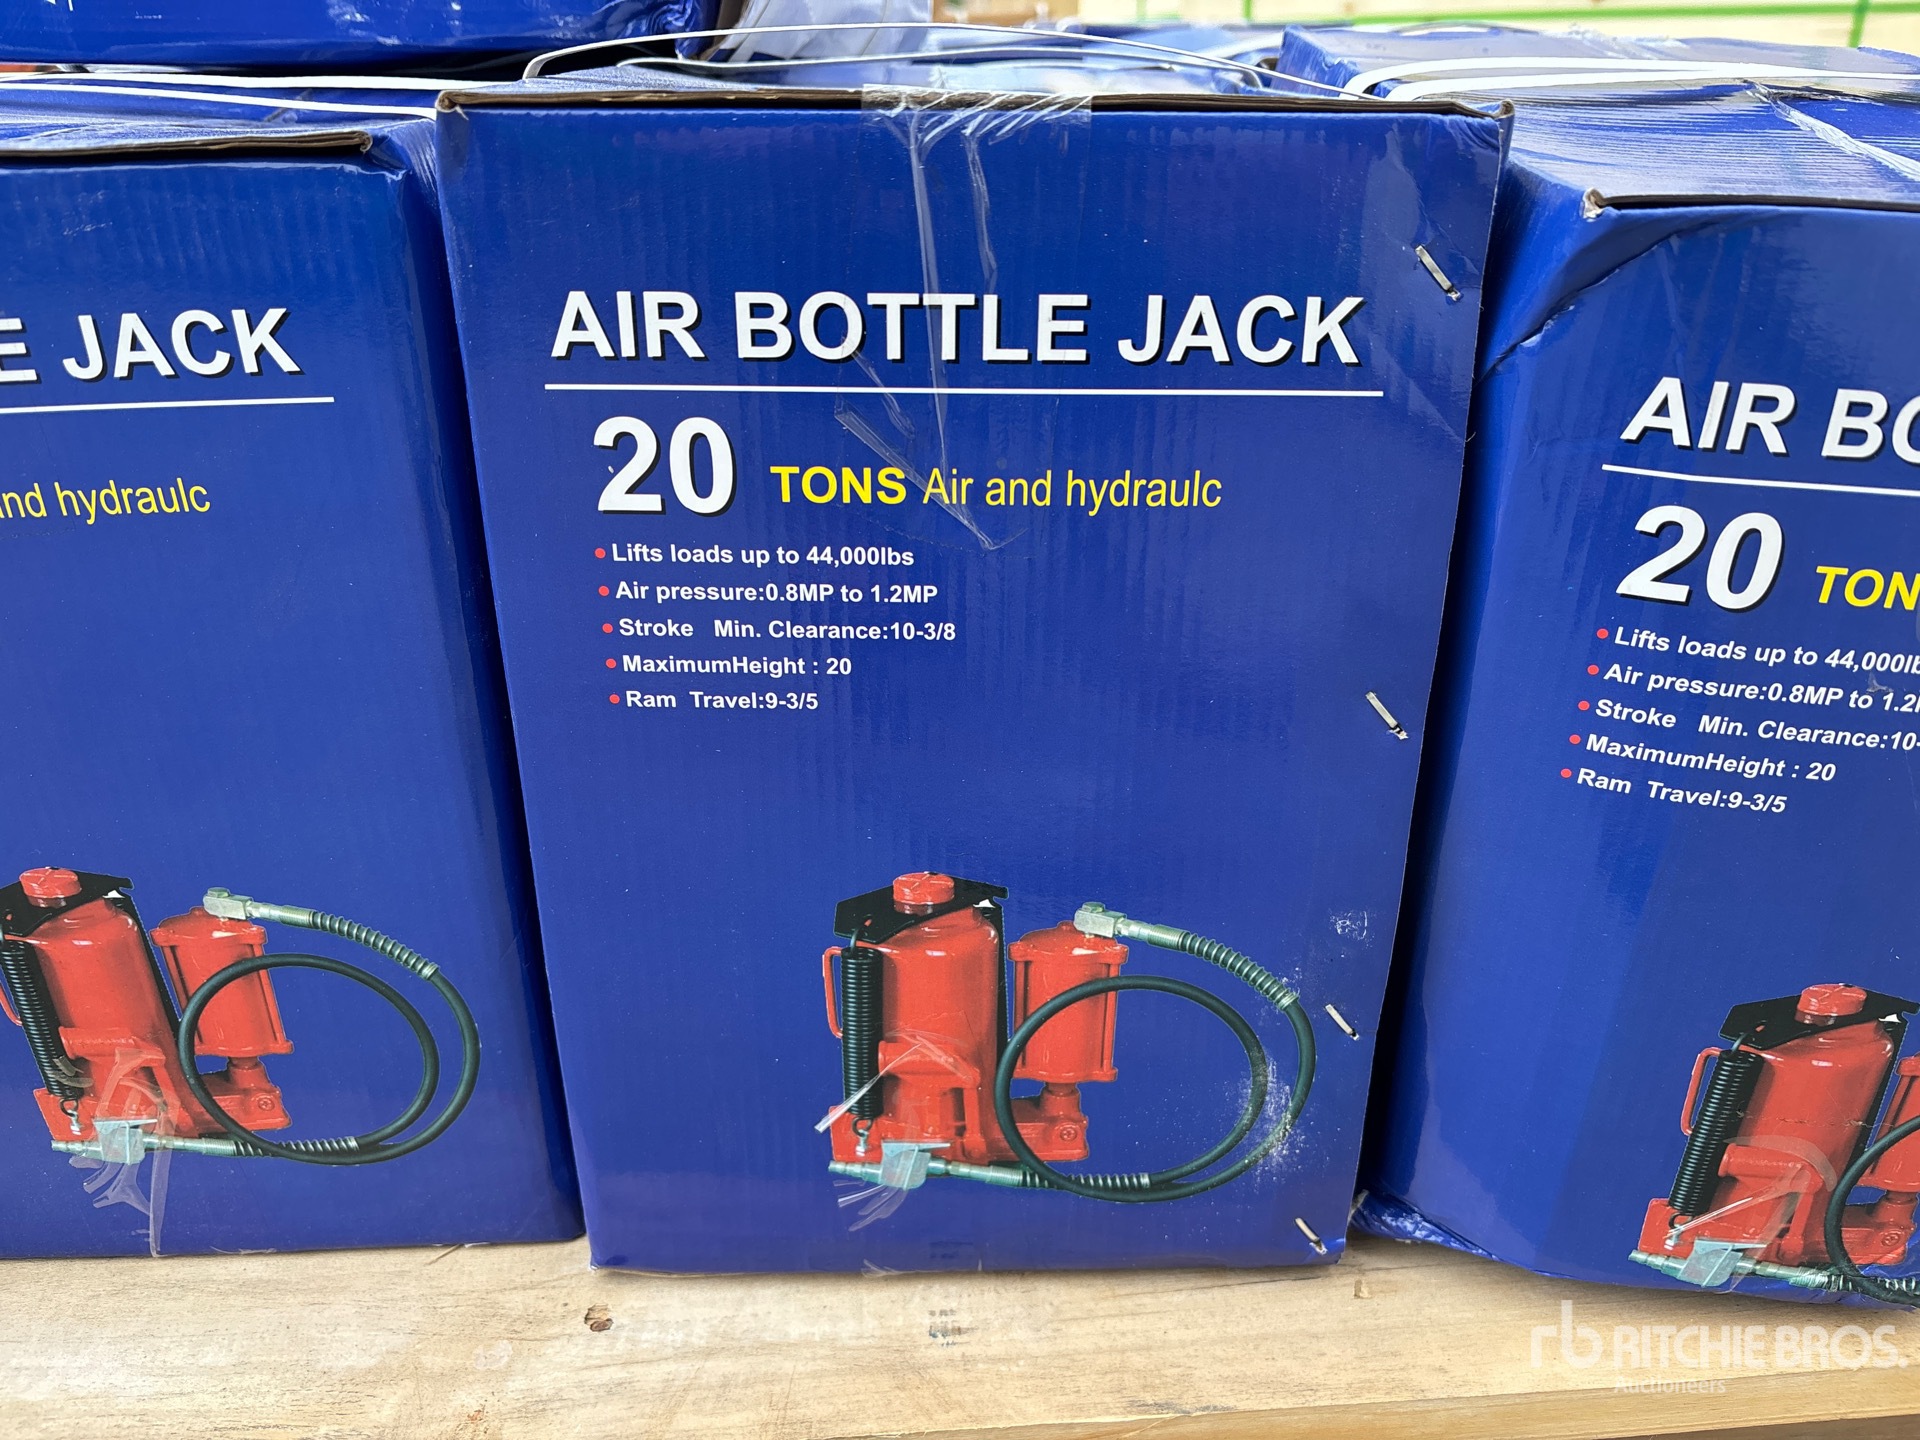 E JACK
nd hydraulc
AIR BOTTLE JACK
20 TONS Air and hydraulc
Lifts loads up to 44,000lbs
Air pressure:0.8MP to 1.2MP
Stroke Min. Clearance:10-3/8
MaximumHeight : 20
Ram Travel:9-3/5
AIR BO
20 TON
Lifts loads up to 44,000lb
Air pressure:0.8MP to 1.2
Stroke Min. Clearance:10-
MaximumHeight : 20
Ram Travel:9-3/5
rb RITCHIE BROS.
Auctioneers